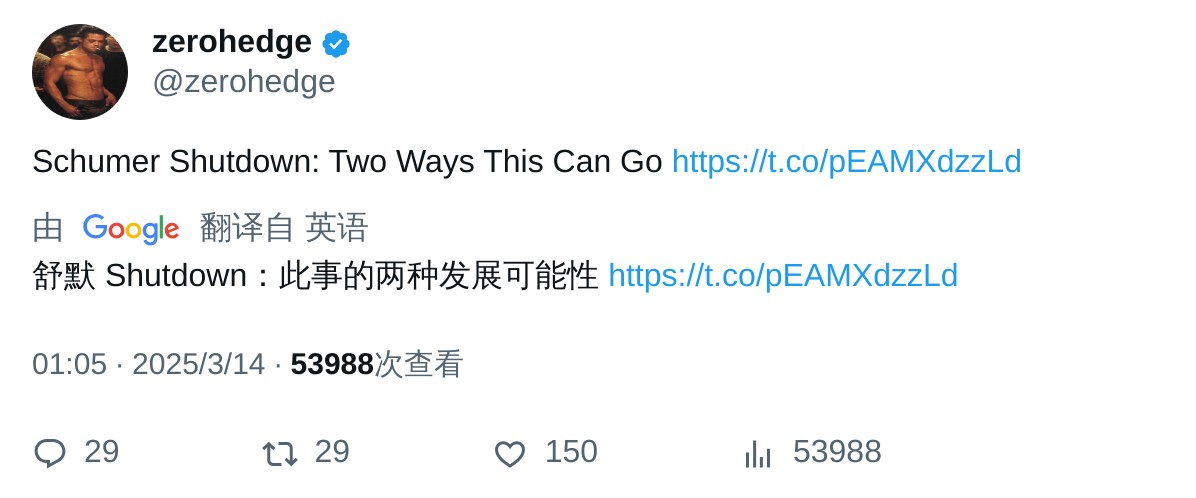 zerohedge
@zerohedge
Schumer Shutdown: Two Ways This Can Go https://t.co/pEAMXdzzLd
由 Google 翻译自 英语
舒默 Shutdown：此事的两种发展可能性 https://t.co/pEAMXdzzLd
01:05 · 2025/3/14 · 53988次查看
29 29 150 53988